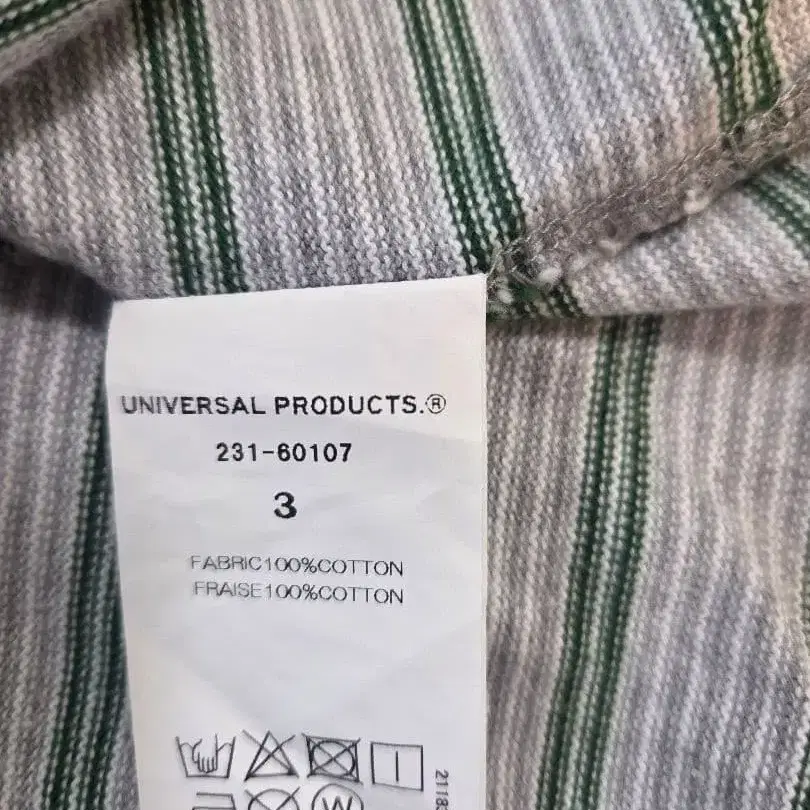 UNIVERSAL PRODUCTS.®
231-60107
3
FABRIC100%COTTON
FRAISE100%COTTON
W